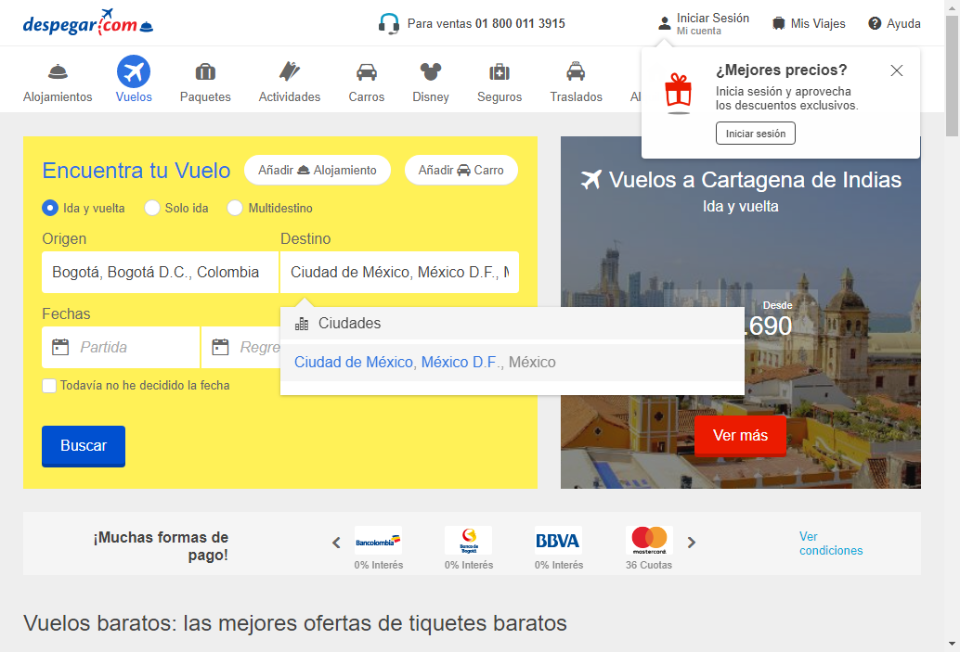 despegar.com
Para ventas 01 800 011 3915
Iniciar Sesión
Mi cuenta
Mis Viajes
Ayuda
Alojamientos
Vuelos
Paquetes
Actividades
Carros
Disney
Seguros
Traslados
Al
¿Mejores precios?
Inicia sesión y aprovecha
los descuentos exclusivos.
Iniciar sesión
Encuentra tu Vuelo
Añadir Alojamiento
Añadir Carro
Ida y vuelta
Solo ida
Multidestino
Origen
Destino
Bogotá, Bogotá D.C., Colombia
Ciudad de México, México D.F., M
Fechas
Partida
Regre
Ciudades
Ciudad de México, México D.F., México
Todavía no he decidido la fecha
Buscar
Vuelos a Cartagena de Indias
Ida y vuelta
Desde
.690
Ver más
¡Muchas formas de
pago!
Bancolombia
0% Interés
Banco de
Bogotá
0% Interés
BBVA
0% Interés
mastercard
36 Cuotas
Ver
condiciones
Vuelos baratos: las mejores ofertas de tiquetes baratos